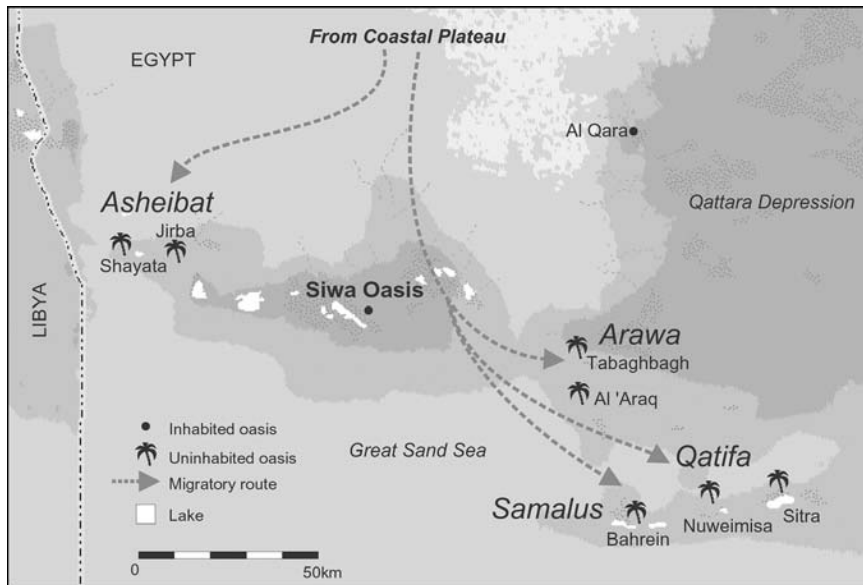 From Coastal Plateau
EGYPT
Al Qara
Qattara Depression
Asheibat
Jirba
Shayata
LIBYA
Siwa Oasis
Arawa
Tabaghbagh
Al 'Araq
Great Sand Sea
Qatifa
Samalus
Bahrein
Nuweimisa
Sitra
Inhabited oasis
Uninhabited oasis
Migratory route
Lake
0 50km